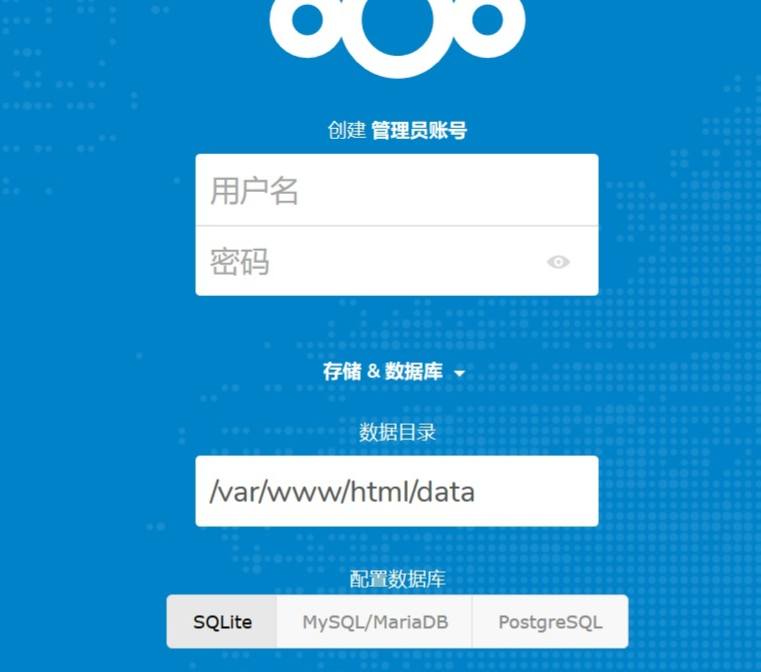 创建 管理员账号
用户名
密码
存储 & 数据库
数据目录
/var/www/html/data
配置数据库
SQLite MySQL/MariaDB PostgreSQL